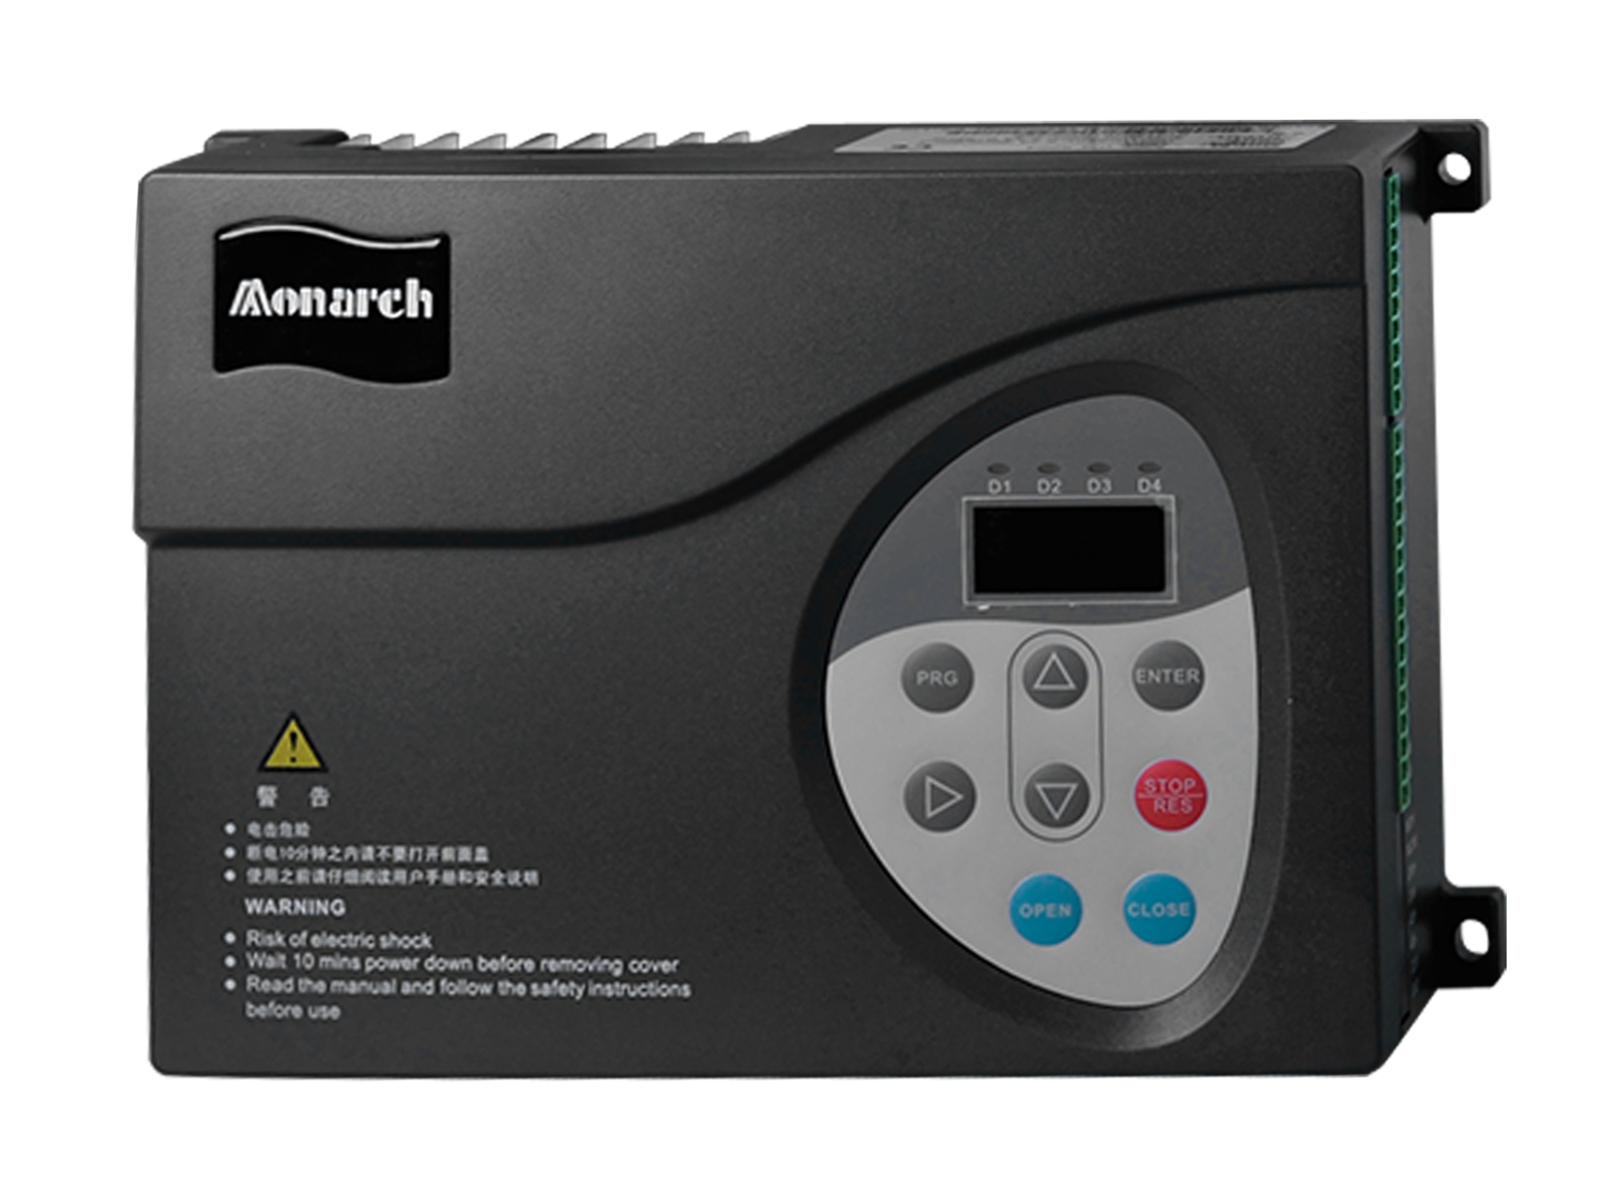 Monarch
D1 D2 D3 D4
PRG
ENTER
STOP
RES
OPEN
CLOSE
警 告
电击危险
断电10分钟之内请不要打开前面盖
使用之前请仔细阅读用户手册和安全说明
WARNING
Risk of electric shock
Wait 10 mins power down before removing cover
Read the manual and follow the safety instructions
before use